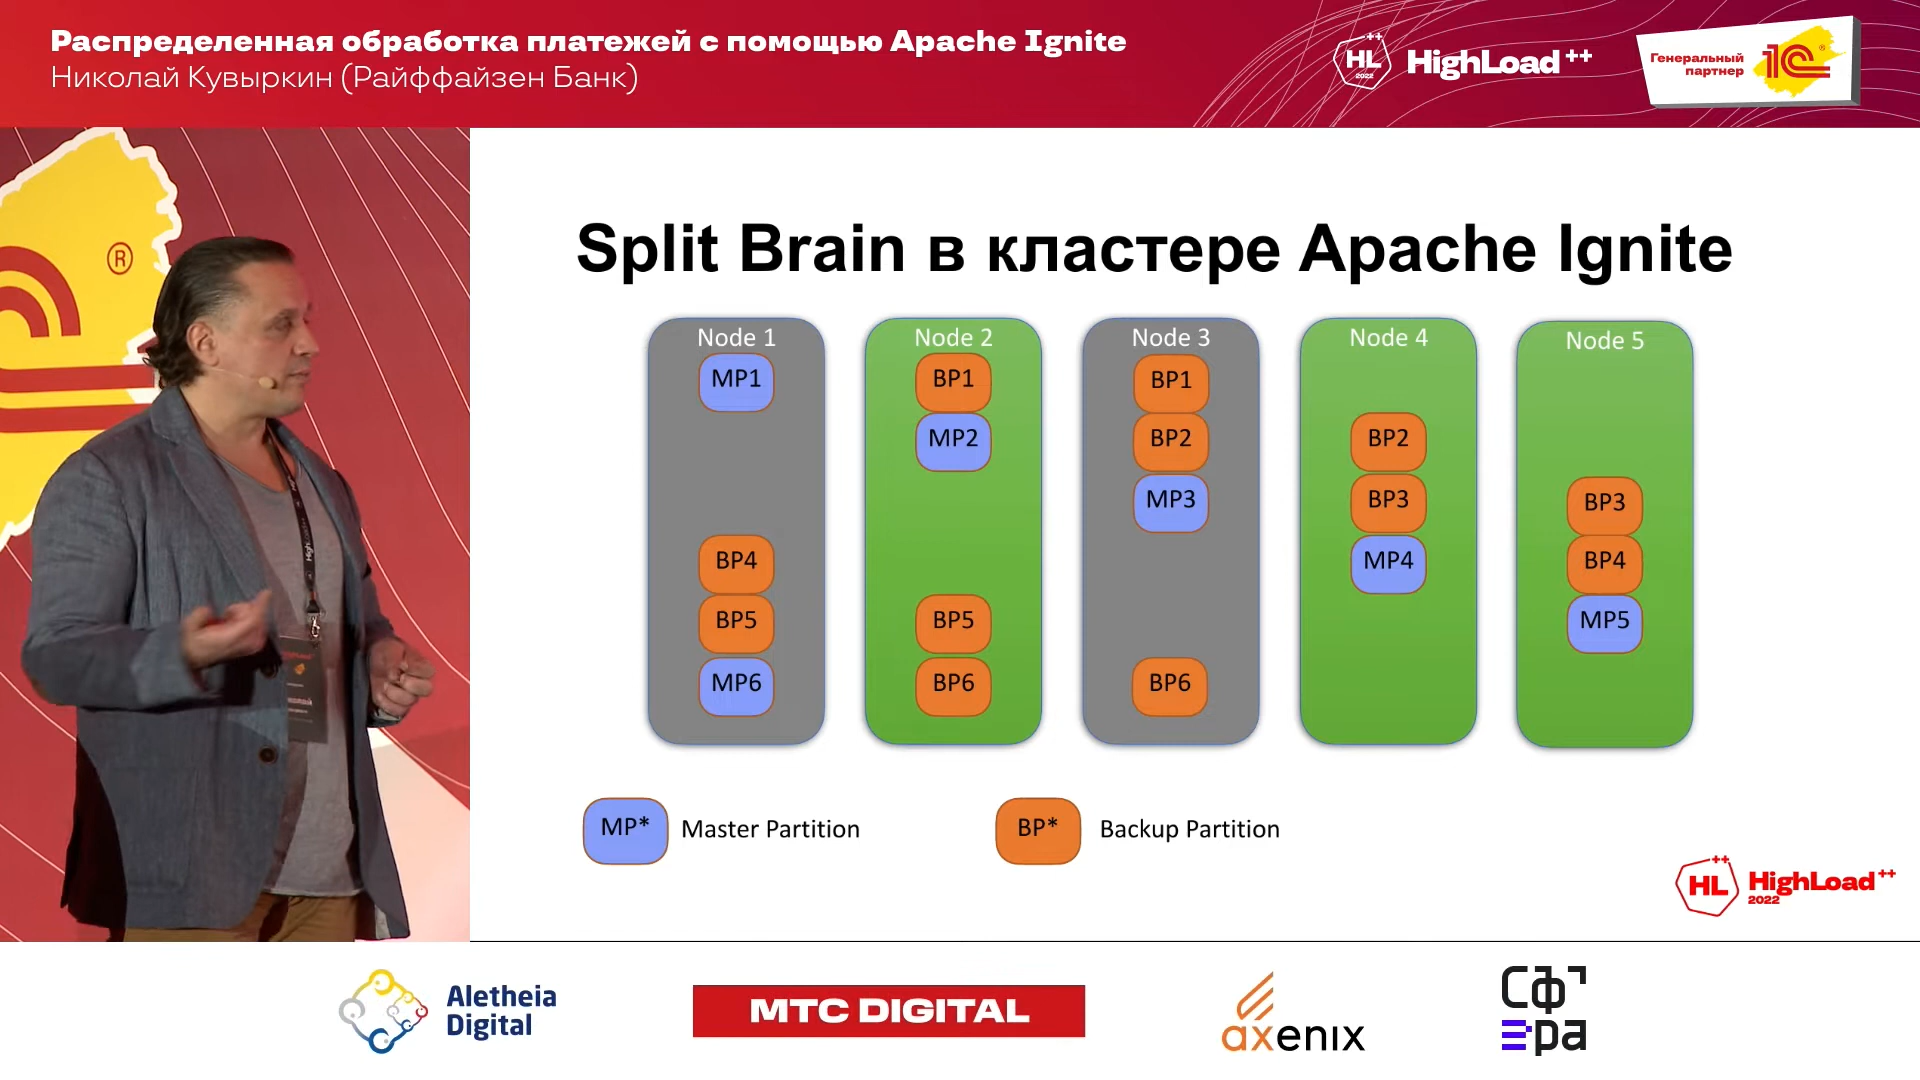 Распределенная обработка платежей с помощью Apache Ignite
Николай Кувыркин (Райффайзен Банк)
HL++
2022
HighLoad++
Генеральный
партнер
1С®
®
Split Brain в кластере Apache Ignite
Node 1
MP1
BP4
BP5
MP6
Node 2
BP1
MP2
BP5
BP6
Node 3
BP1
BP2
MP3
BP6
Node 4
BP2
BP3
MP4
Node 5
BP3
BP4
MP5
MP*
Master Partition
BP*
Backup Partition
HL++
HighLoad++
2022
Aletheia
Digital
МТС DIGITAL
axenix
Сф
ера